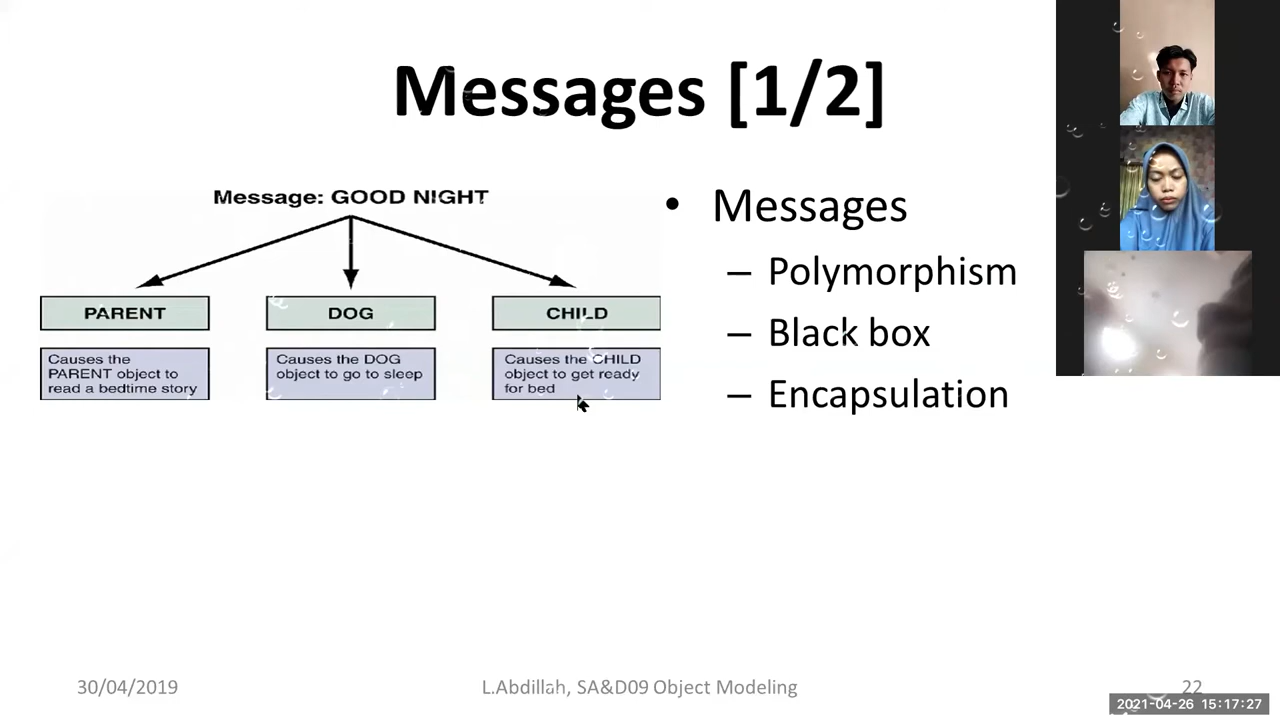 Messages [1/2]
Message: GOOD NIGHT
PARENT
Causes the
PARENT object to
read a bedtime story
DOG
Causes the DOG
object to go to sleep
CHILD
Causes the CHILD
object to get ready
for bed
• Messages
– Polymorphism
– Black box
– Encapsulation
30/04/2019
L.Abdillah, SA&D09 Object Modeling
22
2021-04-26 15:17:27